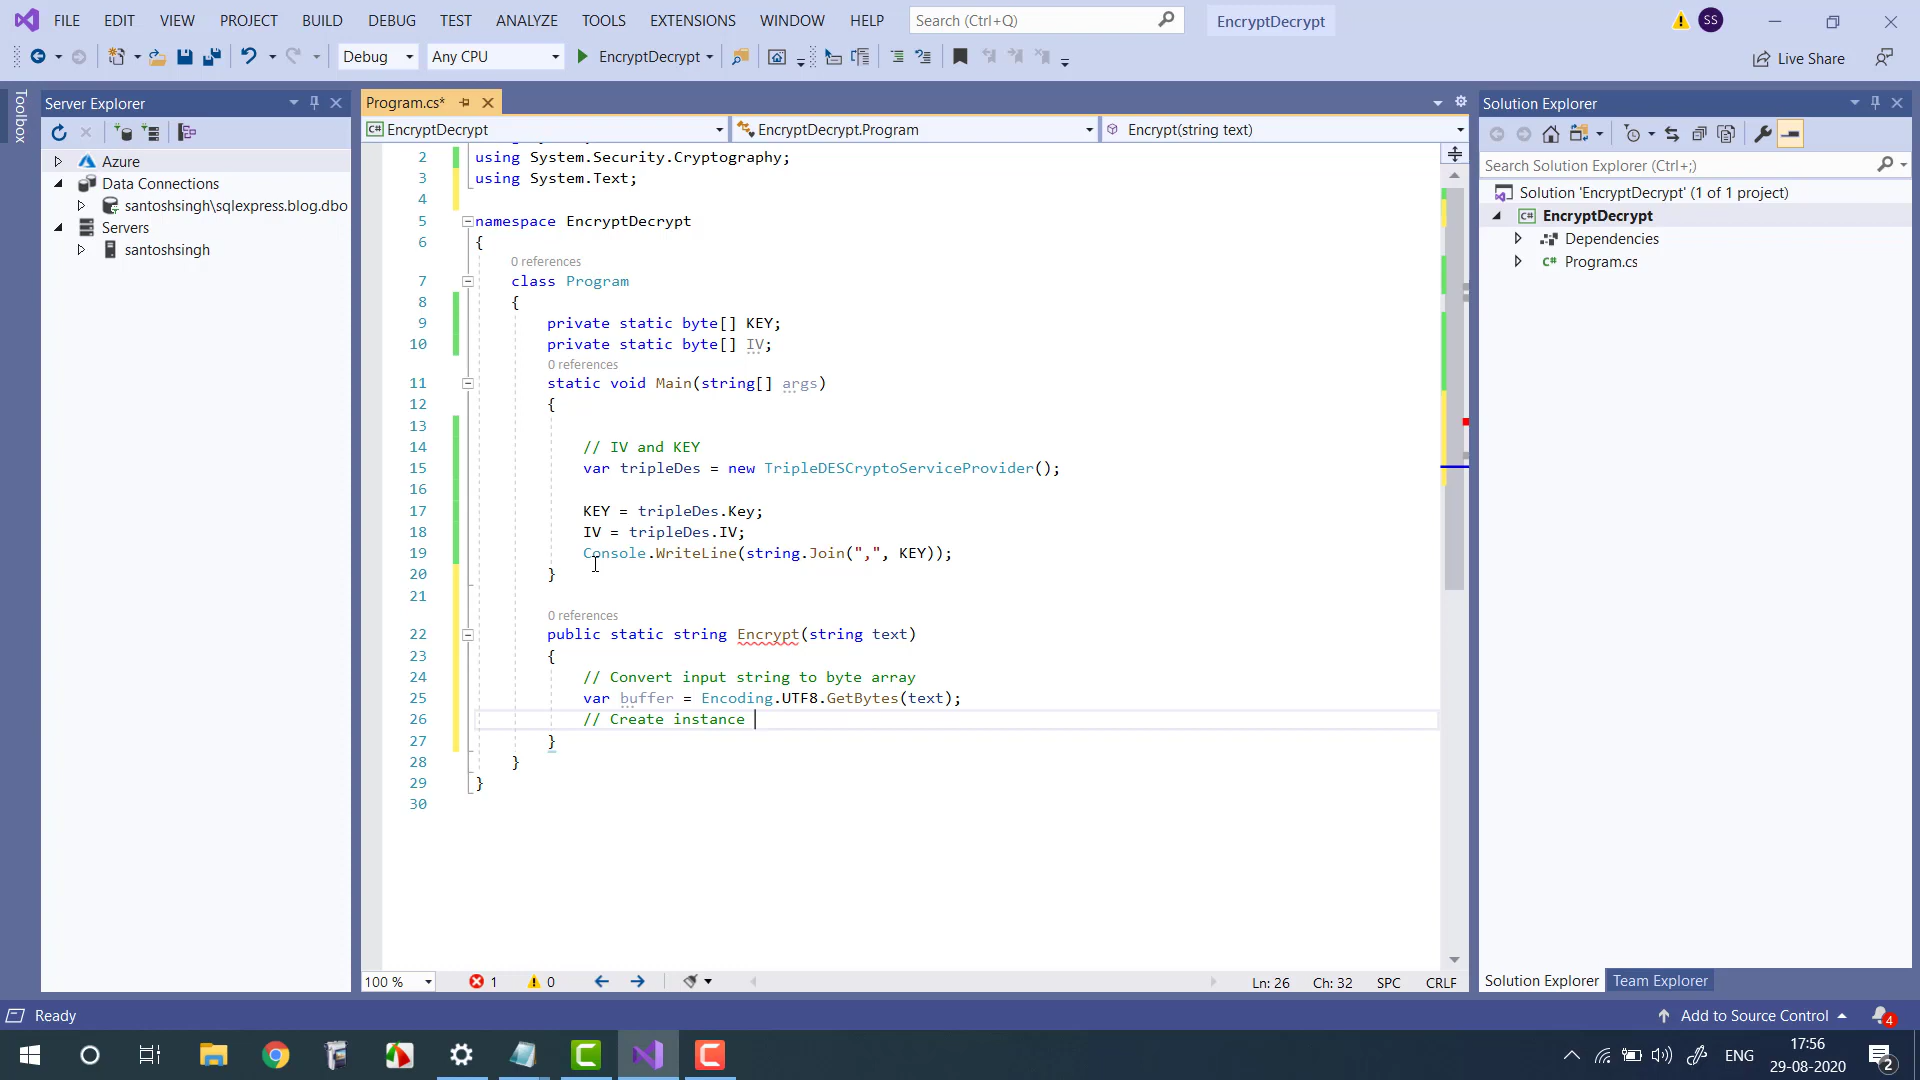 FILE EDIT VIEW PROJECT BUILD DEBUG TEST ANALYZE TOOLS EXTENSIONS WINDOW HELP Search (Ctrl+Q) EncryptDecrypt SS
Debug Any CPU EncryptDecrypt Live Share
Toolbox
Server Explorer
Azure
Data Connections
santoshsingh\sqlexpress.blog.dbo
Servers
santoshsingh
Program.cs*
EncryptDecrypt EncryptDecrypt.Program Encrypt(string text)
2 using System.Security.Cryptography;
3 using System.Text;
4
5 namespace EncryptDecrypt
6 {
0 references
7 class Program
8 {
9 private static byte[] KEY;
10 private static byte[] IV;
0 references
11 static void Main(string[] args)
12 {
13
14 // IV and KEY
15 var tripleDes = new TripleDESCryptoServiceProvider();
16
17 KEY = tripleDes.Key;
18 IV = tripleDes.IV;
19 Console.WriteLine(string.Join(",", KEY));
20 }
21
0 references
22 public static string Encrypt(string text)
23 {
24 // Convert input string to byte array
25 var buffer = Encoding.UTF8.GetBytes(text);
26 // Create instance
27 }
28 }
29 }
30
100 % 1 0 Ln: 26 Ch: 32 SPC CRLF
Solution Explorer
Search Solution Explorer (Ctrl+;)
Solution 'EncryptDecrypt' (1 of 1 project)
C# EncryptDecrypt
Dependencies
C# Program.cs
Solution Explorer Team Explorer
Ready Add to Source Control 4
ENG 17:56
29-08-2020 2